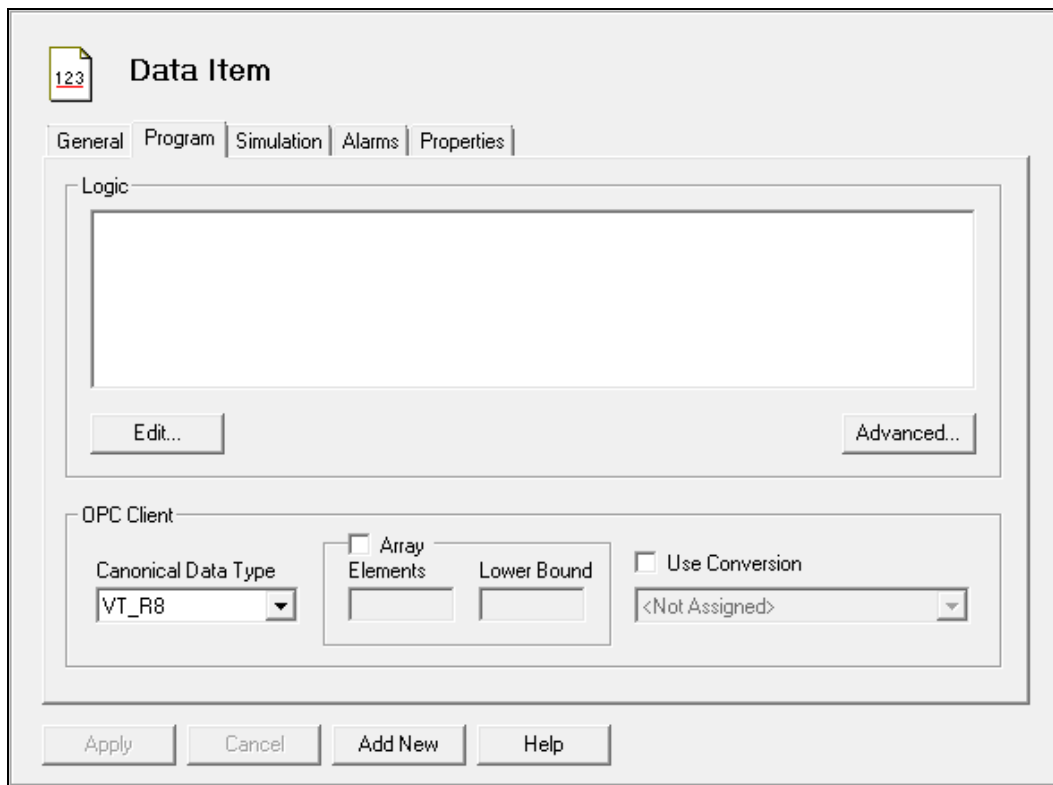 123
Data Item
General Program Simulation Alarms Properties
Logic
Edit... Advanced...
OPC Client
Array
Use Conversion
Canonical Data Type Elements Lower Bound
VT_R8 <Not Assigned>
Apply Cancel Add New Help